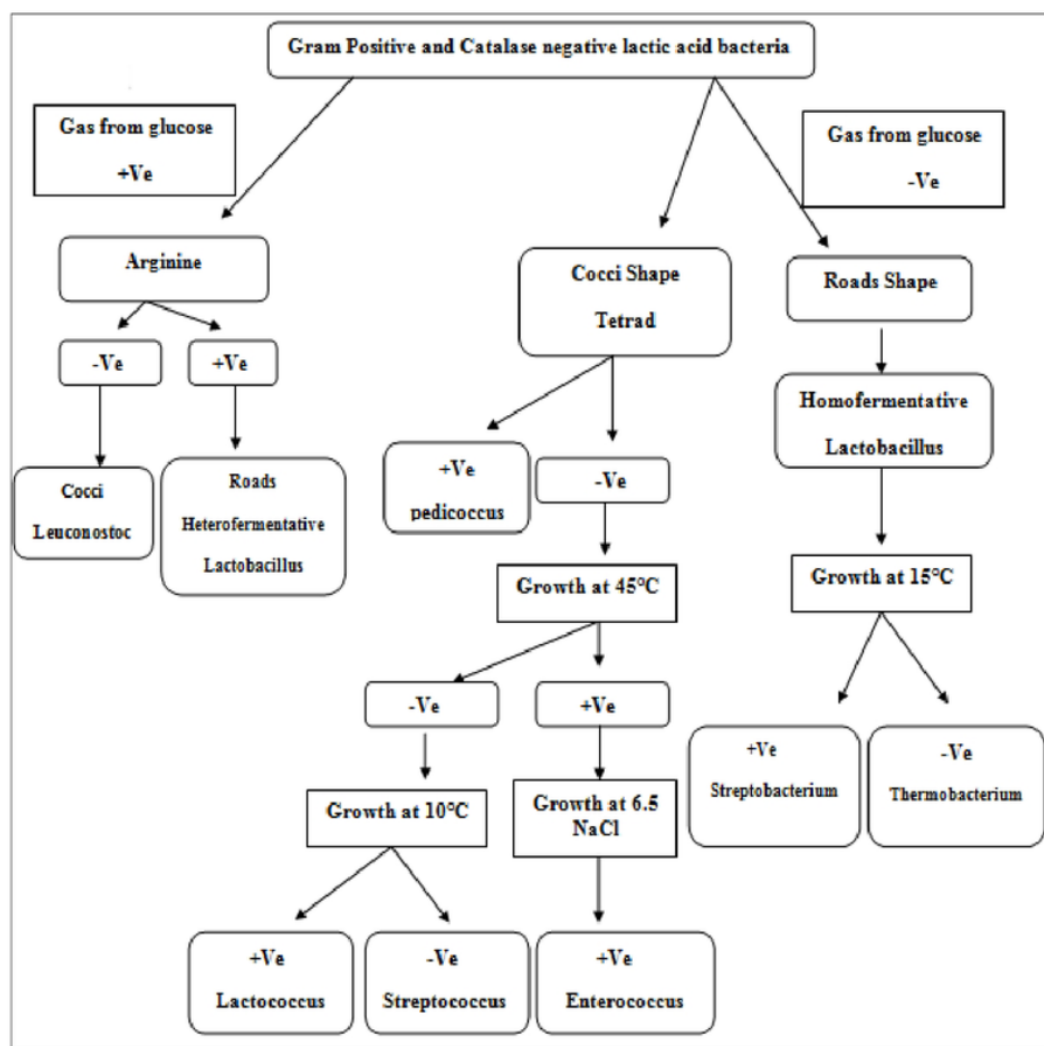 Gram Positive and Catalase negative lactic acid bacteria
Gas from glucose
+Ve
Gas from glucose
-Ve
Arginine
Cocci Shape
Tetrad
Roads Shape
-Ve
+Ve
Homofermentative
Lactobacillus
Cocci
Leuconostoc
Roads
Heterofermentative
Lactobacillus
+Ve
pedicoccus
-Ve
Growth at 45°C
Growth at 15°C
-Ve
+Ve
+Ve
Streptobacterium
-Ve
Thermobacterium
Growth at 10°C
Growth at 6.5
NaCl
+Ve
Lactococcus
-Ve
Streptococcus
+Ve
Enterococcus